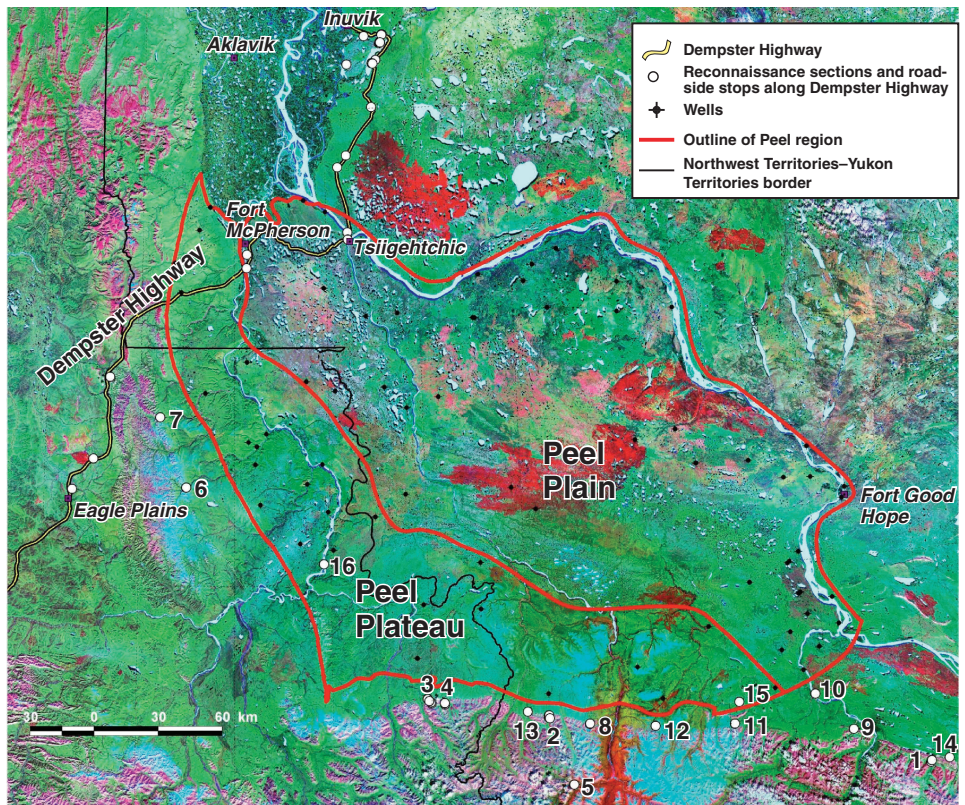 Inuvik
Aklavik
Dempster Highway
Reconnaissance sections and road-
side stops along Dempster Highway
Wells
Outline of Peel region
Northwest Territories–Yukon
Territories border
Fort
McPherson
Tsiigehtchic
Dempster Highway
7
6
Eagle Plains
Peel
Plain
Fort Good
Hope
16
Peel
Plateau
3
4
15
10
30 0 30 60 km
13
2
8
12
11
9
1
14
5